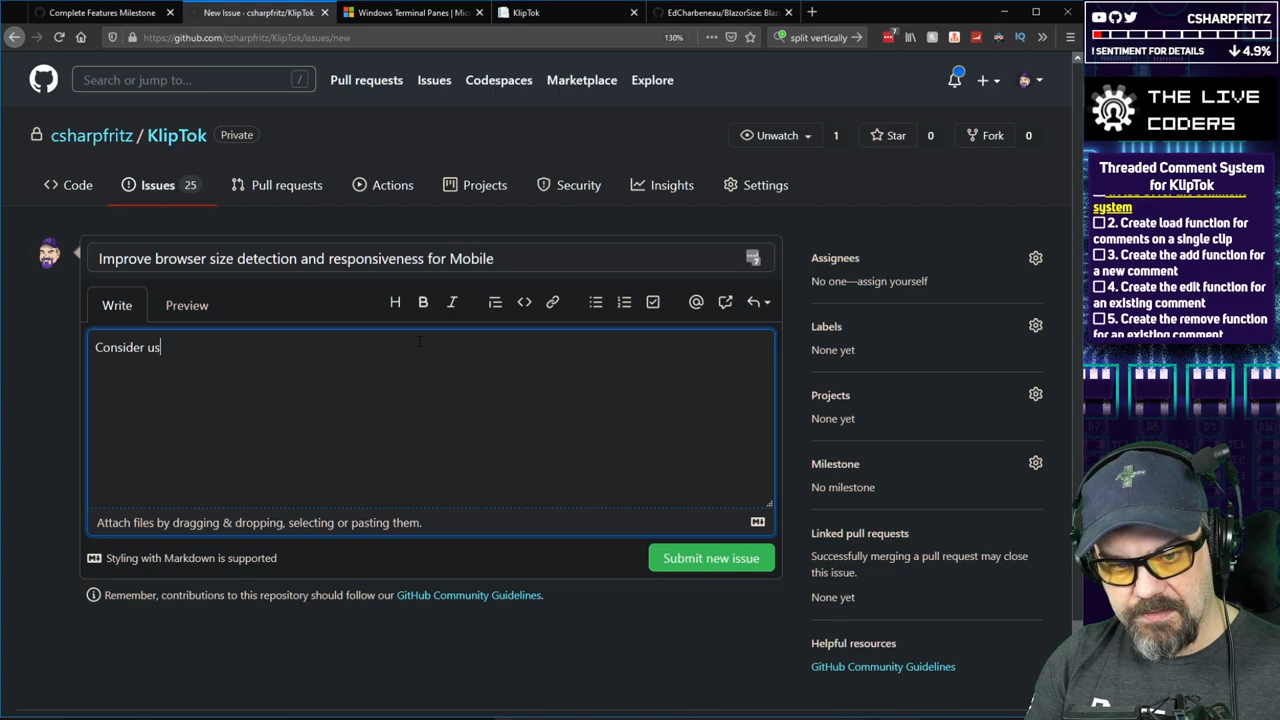 Complete Features Milestone
New Issue - csharpfritz/KlipTok
Windows Terminal Panes | Mic
KlipTok
EdCharbeneau/BlazorSize: Blaz
https://github.com/csharpfritz/KlipTok/issues/new
130%
split vertically
Search or jump to...
/
Pull requests
Issues
Codespaces
Marketplace
Explore
csharpfritz / KlipTok
Private
Unwatch
1
Star
0
Fork
0
Code
Issues 25
Pull requests
Actions
Projects
Security
Insights
Settings
Improve browser size detection and responsiveness for Mobile
Write
Preview
Consider us
Attach files by dragging & dropping, selecting or pasting them.
Styling with Markdown is supported
Submit new issue
Remember, contributions to this repository should follow our GitHub Community Guidelines.
Assignees
No one—assign yourself
Labels
None yet
Projects
None yet
Milestone
No milestone
Linked pull requests
Successfully merging a pull request may close
this issue.
None yet
Helpful resources
GitHub Community Guidelines
CSHARPFRITZ
! SENTIMENT FOR DETAILS
4.9%
THE LIVE
CODERS
Threaded Comment System
for KlipTok
system
2. Create load function for
comments on a single clip
3. Create the add function for
a new comment
4. Create the edit function for
an existing comment
5. Create the remove function
for an existing comment